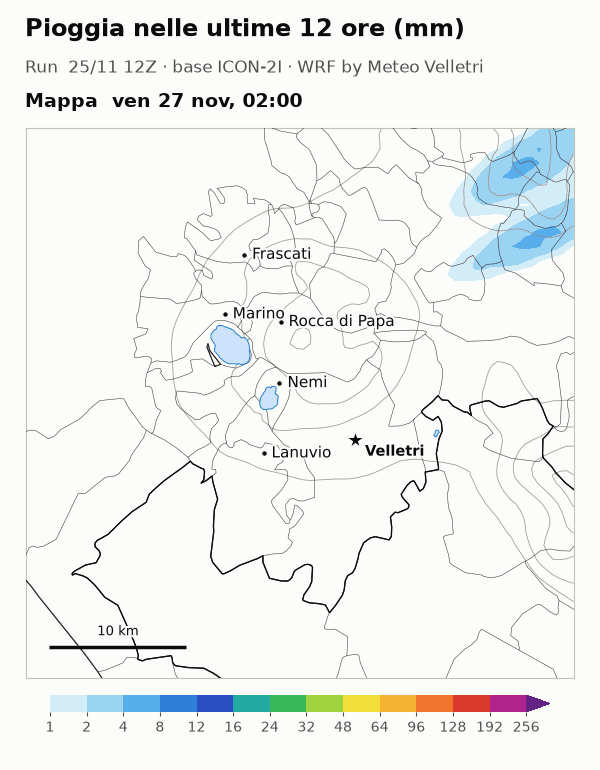 Pioggia nelle ultime 12 ore (mm)
Run  25/11 12Z · base ICON-2I · WRF by Meteo Velletri
Mappa  ven 27 nov, 02:00
Frascati
Marino
Rocca di Papa
Nemi
Velletri
Lanuvio
10 km
1 2 4 8 12 16 24 32 48 64 96 128 192 256